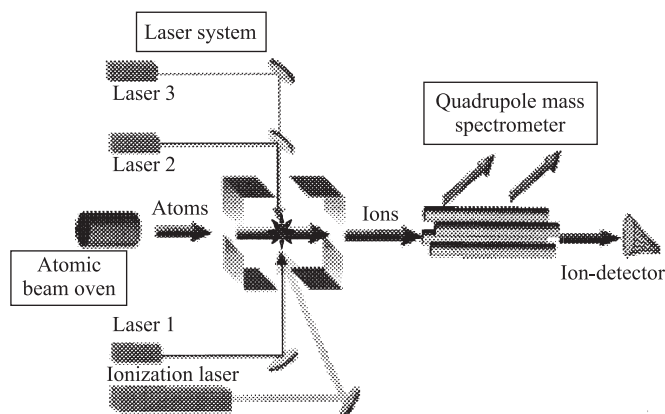 Laser system
Laser 3
Quadrupole mass
spectrometer
Laser 2
Atoms
Ions
Atomic
beam oven
Ion-detector
Laser 1
Ionization laser